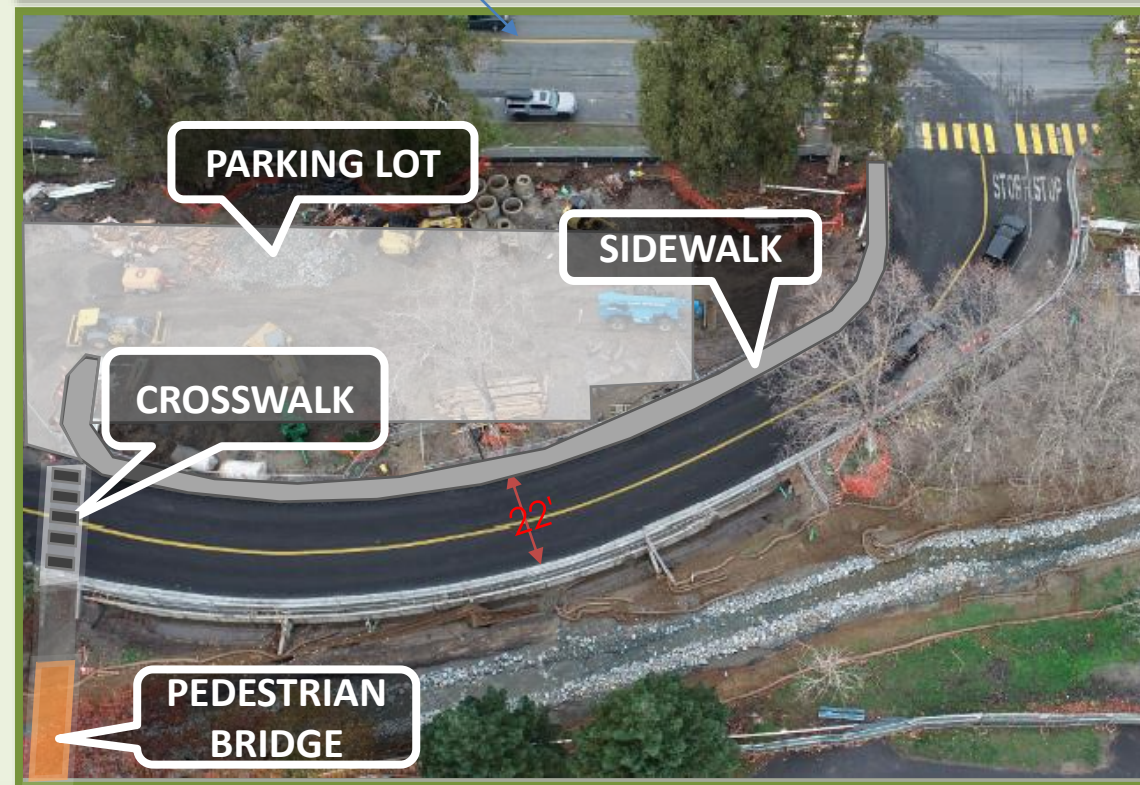 PARKING LOT
SIDEWALK
STOP
STOP
CROSSWALK
22'
PEDESTRIAN
BRIDGE